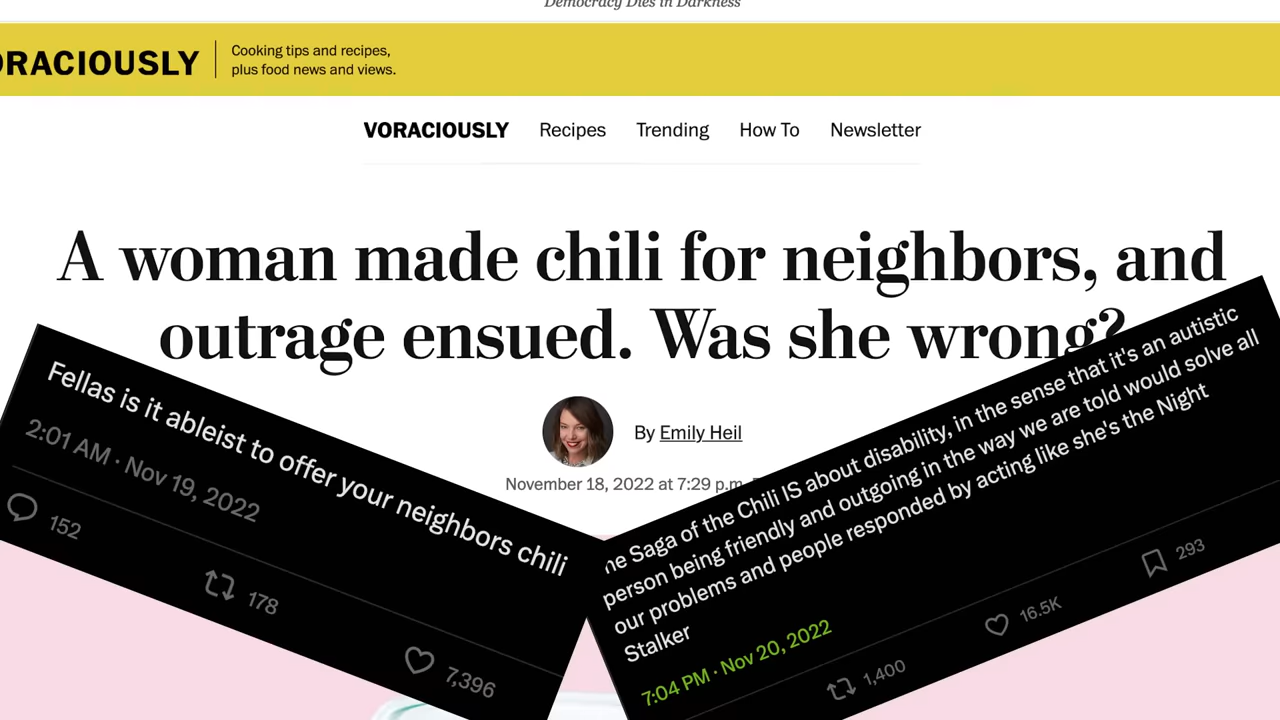 Democracy Dies in Darkness
ORACIOUSLY
Cooking tips and recipes,
plus food news and views.
VORACIOUSLY Recipes Trending How To Newsletter
A woman made chili for neighbors, and
outrage ensued. Was she wrong?
By Emily Heil
November 18, 2022 at 7:29 p.m.
Fellas is it ableist to offer your neighbors chili
2:01 AM · Nov 19, 2022
152
178
7,396
he Saga of the Chili IS about disability, in the sense that it's an autistic
person being friendly and outgoing in the way we are told would solve all
our problems and people responded by acting like she's the Night
Stalker
7:04 PM · Nov 20, 2022
1,400
16.5K
293